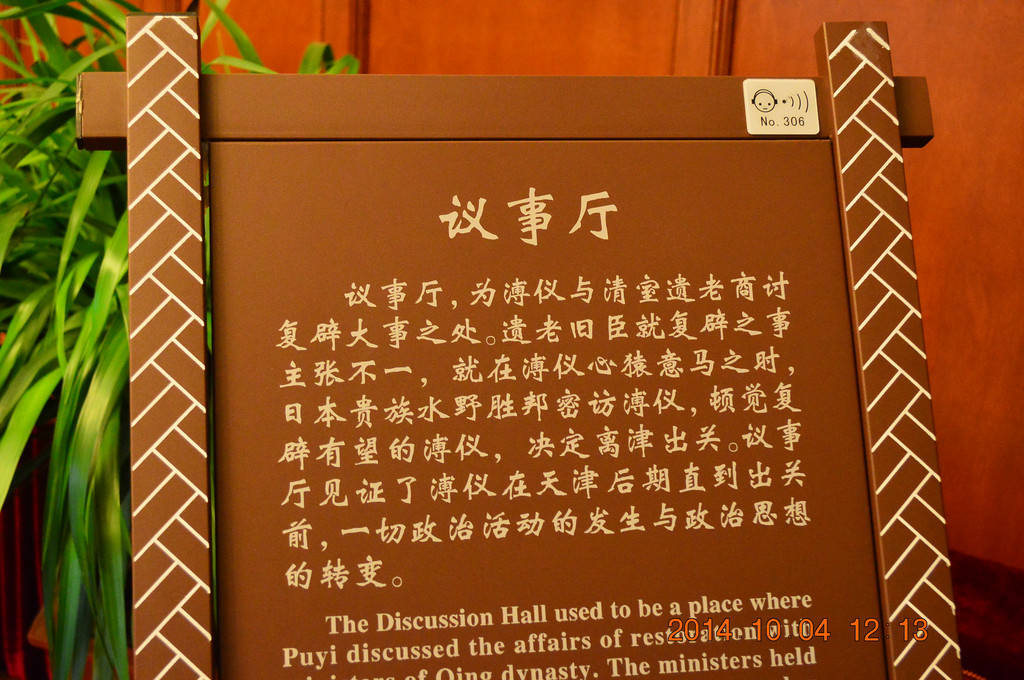 No. 306
议事厅
议事厅,为溥仪与清室遗老商讨
复辟大事之处。遗老旧臣就复辟之事
主张不一，就在溥仪心猿意马之时，
日本贵族水野胜邦密访溥仪,顿觉复
辟有望的溥仪，决定离津出关。议事
厅见证了溥仪在天津后期直到出关
前，一切政治活动的发生与政治思想
的转变。
The Discussion Hall used to be a place where
Puyi discussed the affairs of restoration with
of Qing dynasty. The ministers held
2014.10.04 12 13